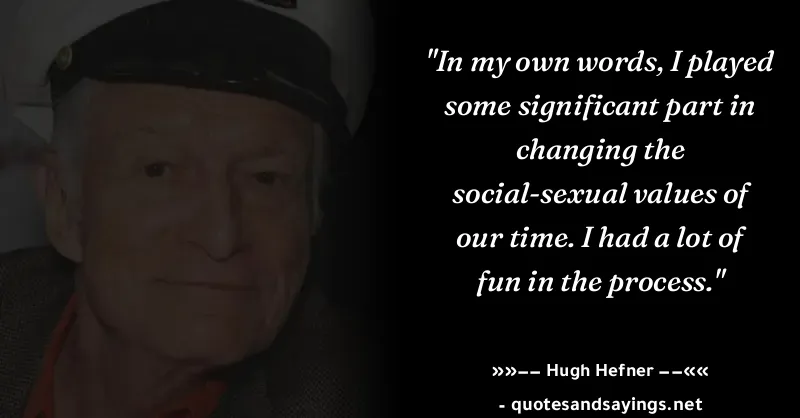 "In my own words, I played
some significant part in
changing the
social-sexual values of
our time. I had a lot of
fun in the process."
»»−− Hugh Hefner −−««
- quotesandsayings.net